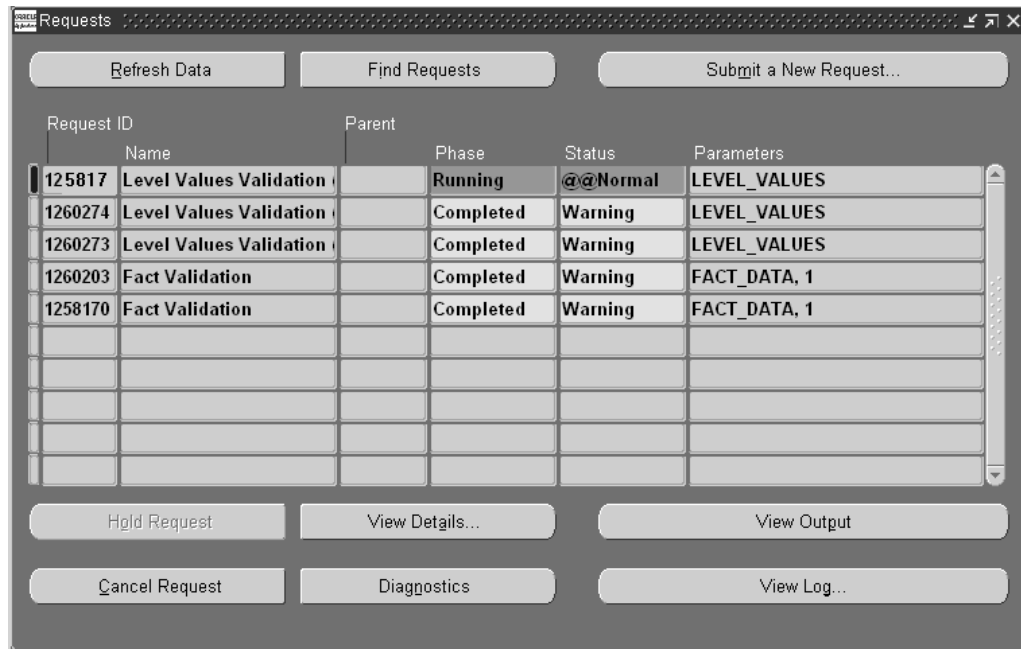 ORACLE
Requests
Refresh Data
Find Requests
Submit a New Request...
Request ID
Parent
Name
Phase
Status
Parameters
125817 Level Values Validation Running @@Normal LEVEL_VALUES
1260274 Level Values Validation Completed Warning LEVEL_VALUES
1260273 Level Values Validation Completed Warning LEVEL_VALUES
1260203 Fact Validation Completed Warning FACT_DATA, 1
1258170 Fact Validation Completed Warning FACT_DATA, 1
Hold Request
View Details...
View Output
Cancel Request
Diagnostics
View Log...